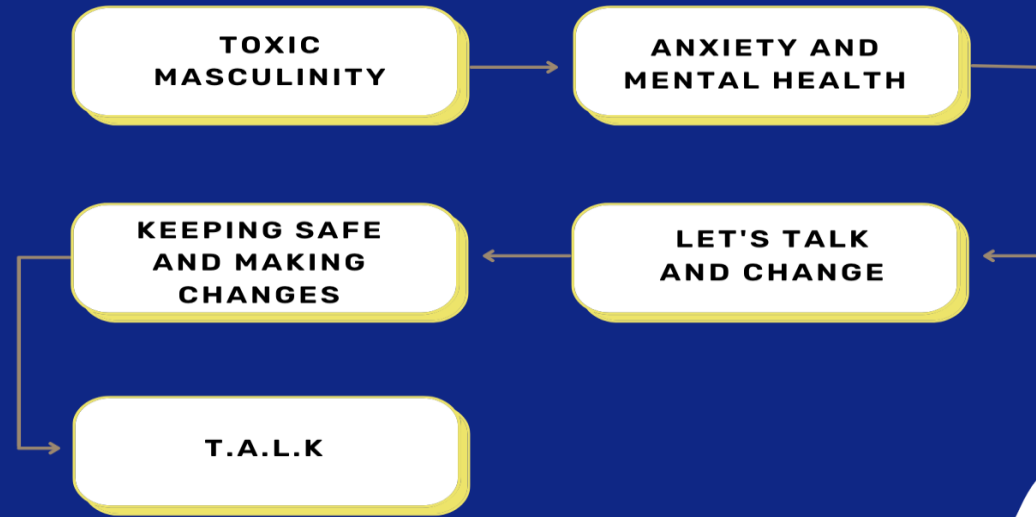 TOXIC
MASCULINITY
ANXIETY AND
MENTAL HEALTH
LET'S TALK
AND CHANGE
KEEPING SAFE
AND MAKING
CHANGES
T.A.L.K